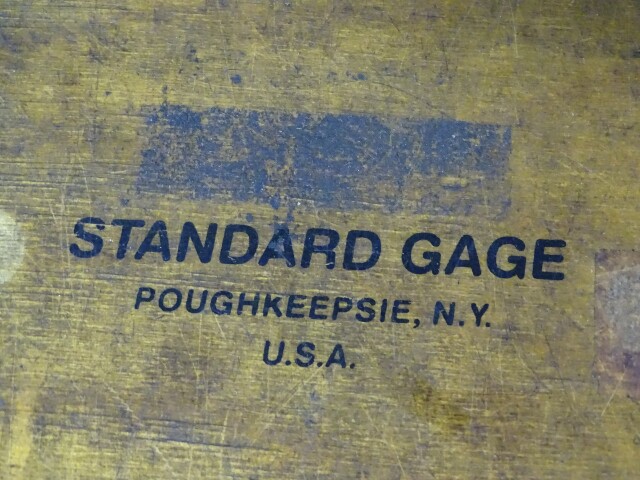 STANDARD GAGE
POUGHKEEPSIE, N.Y.
U.S.A.